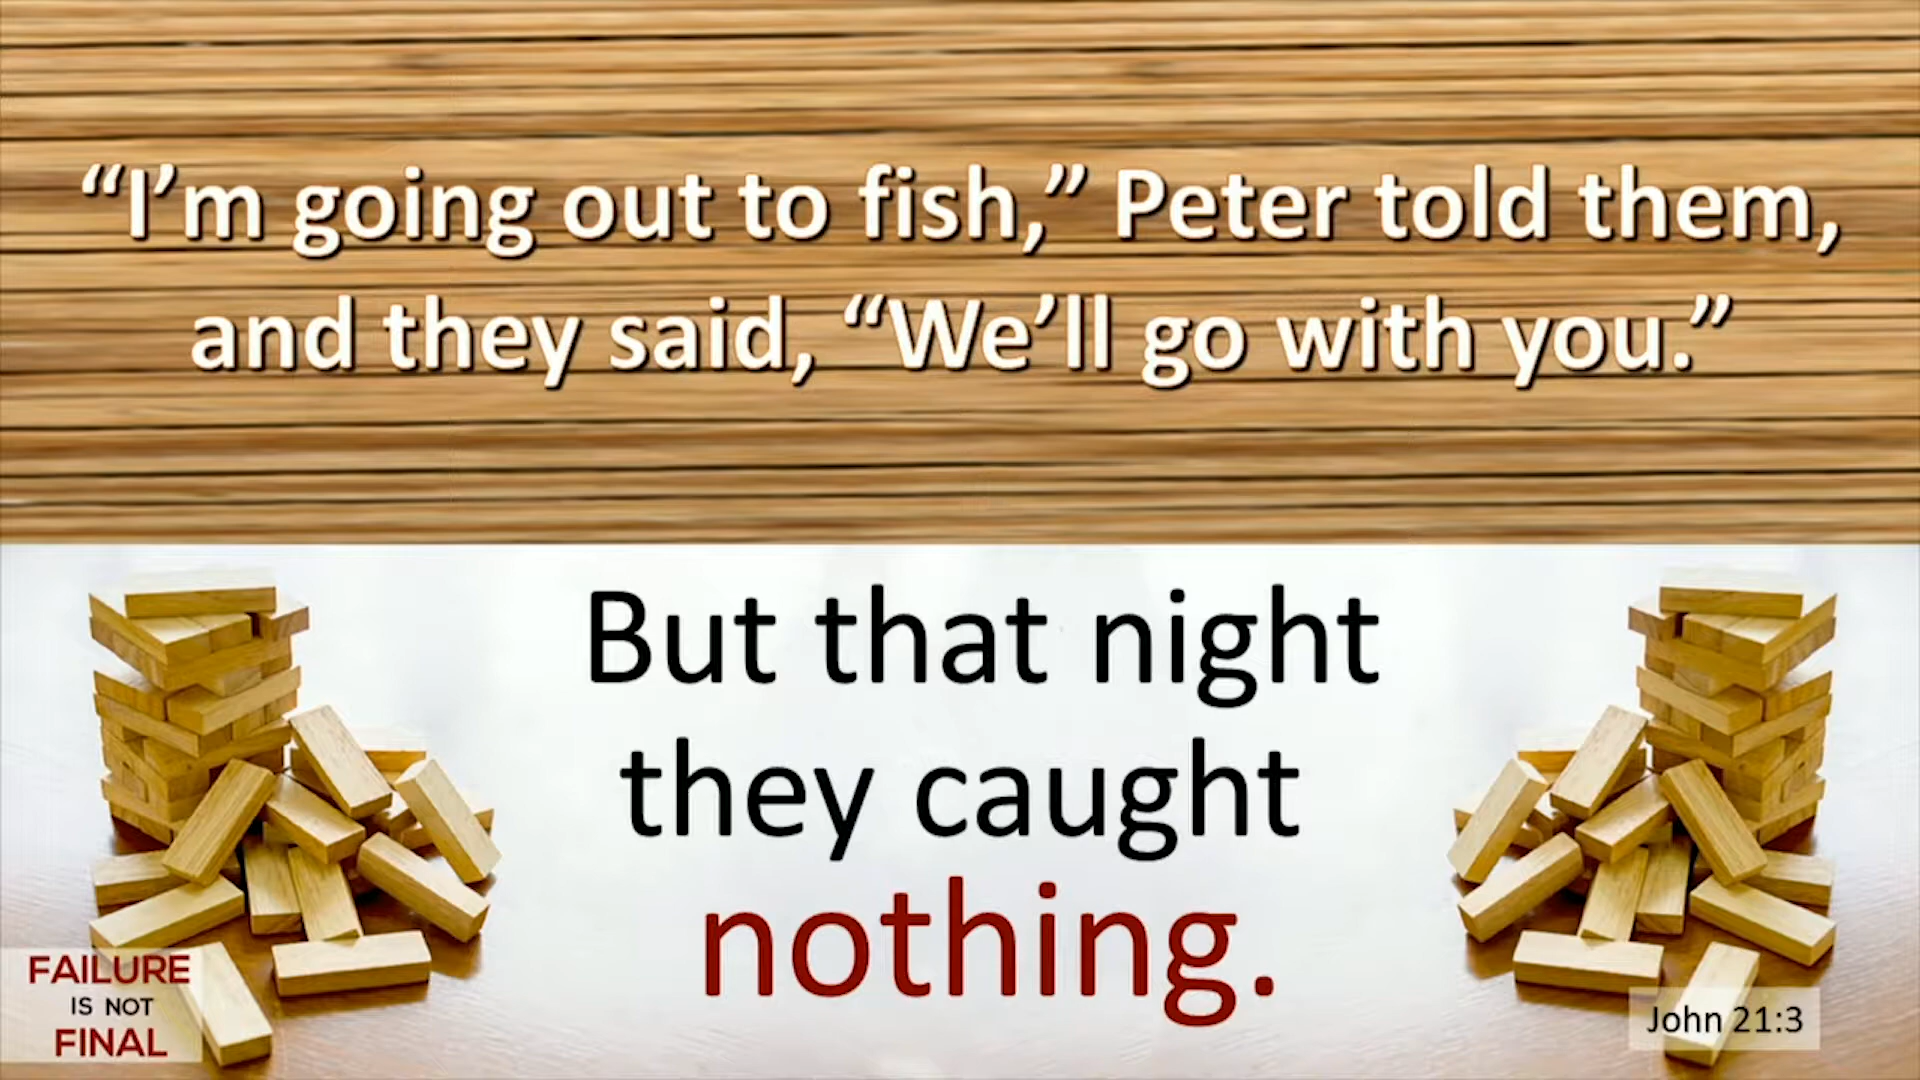 “I’m going out to fish,” Peter told them,
and they said, “We’ll go with you.”
But that night
they caught
nothing.
FAILURE
IS NOT
FINAL
John 21:3